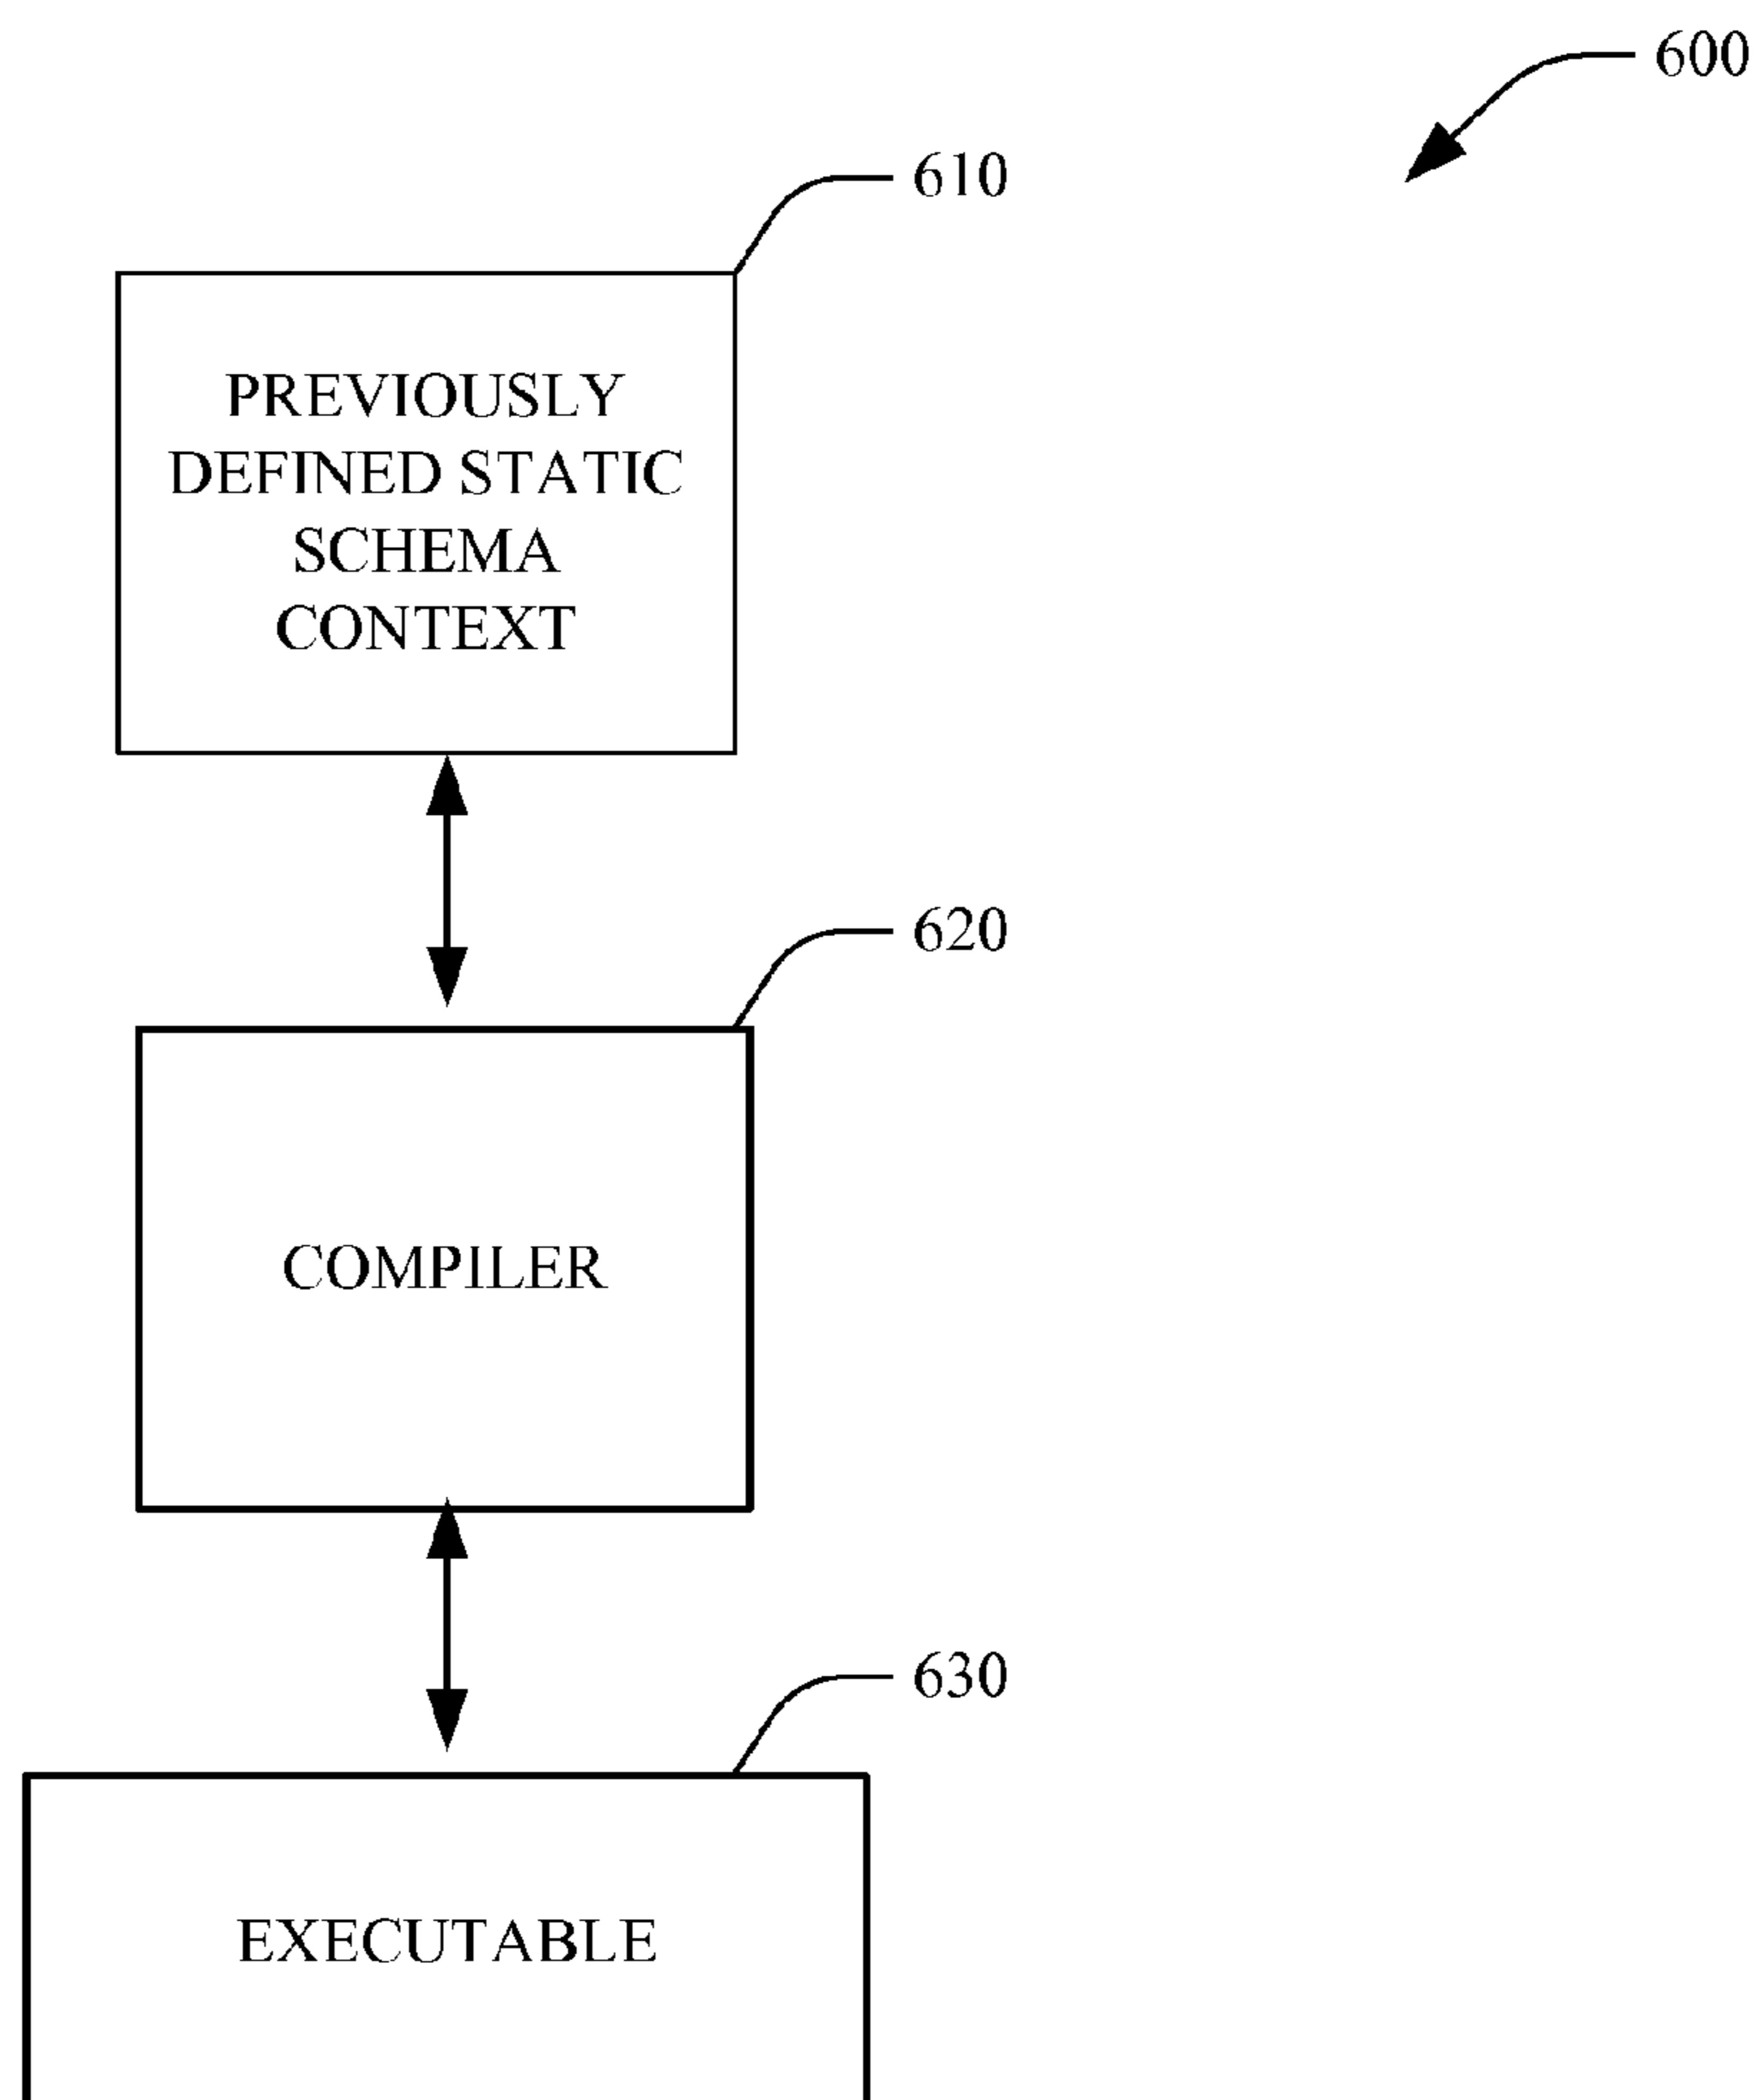 600
610
PREVIOUSLY
DEFINED STATIC
SCHEMA
CONTEXT
620
COMPILER
630
EXECUTABLE